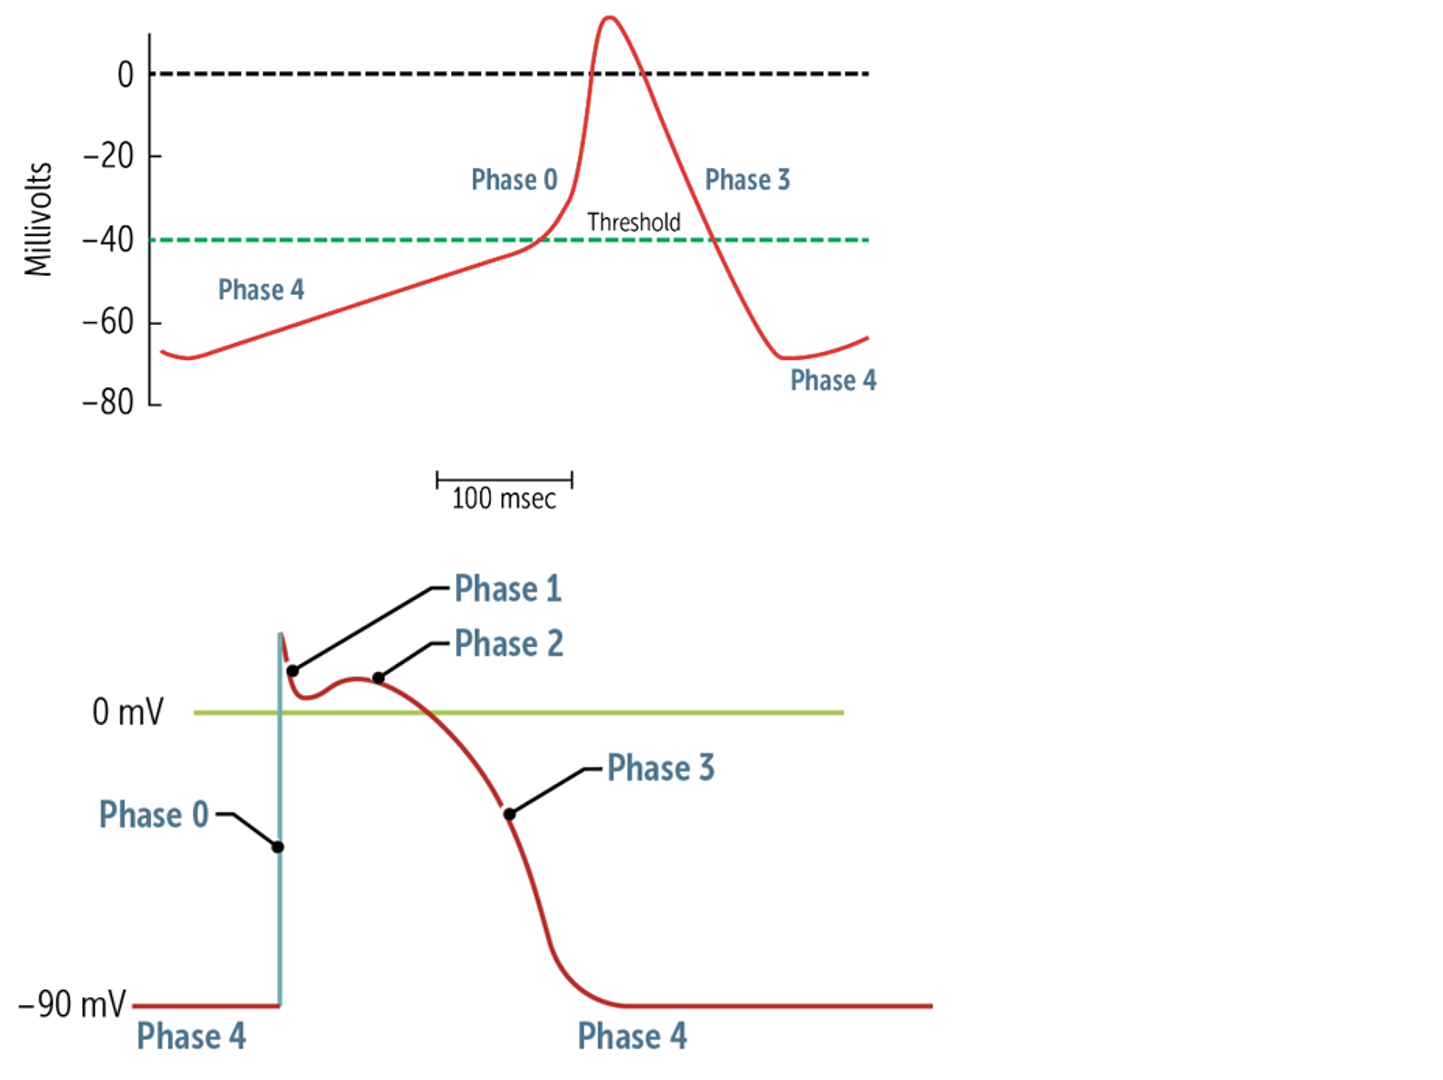 0
–20
Phase 0
Phase 3
Threshold
–40
Millivolts
Phase 4
–60
Phase 4
–80
100 msec
Phase 1
Phase 2
0 mV
Phase 3
Phase 0
–90 mV
Phase 4
Phase 4